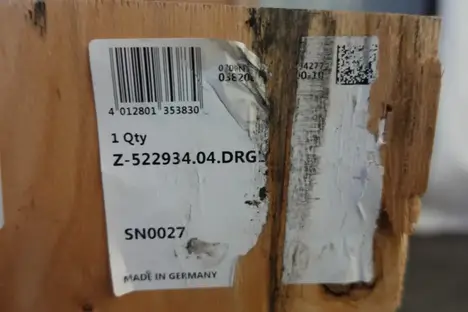 4 012801 353830
1 Qty
Z-522934.04.DRG
SN0027
MADE IN GERMANY